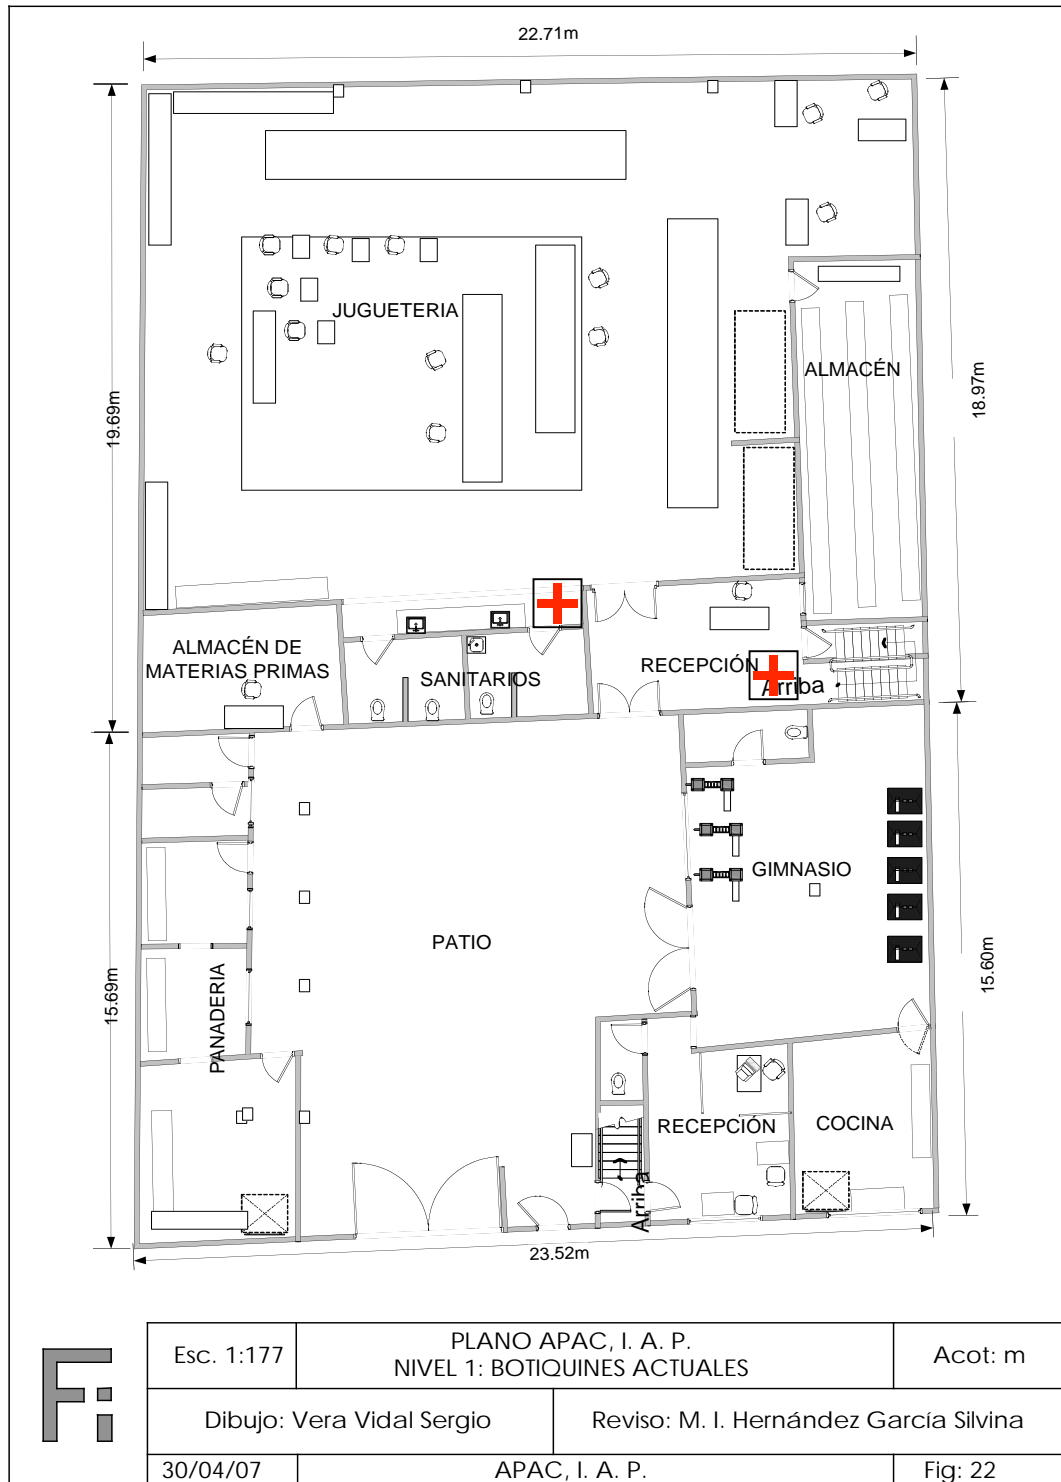 22.71m
JUGUETERIA
ALMACÉN
19.69m
18.97m
ALMACÉN DE
MATERIAS PRIMAS
SANITARIOS
RECEPCIÓN
Arriba
GIMNASIO
PATIO
15.69m
PANADERIA
15.60m
RECEPCIÓN
COCINA
Arriba
23.52m
Fi
Esc. 1:177
PLANO APAC, I. A. P.
NIVEL 1: BOTIQUINES ACTUALES
Acot: m
Dibujo: Vera Vidal Sergio
Reviso: M. I. Hernández García Silvina
30/04/07
APAC, I. A. P.
Fig: 22